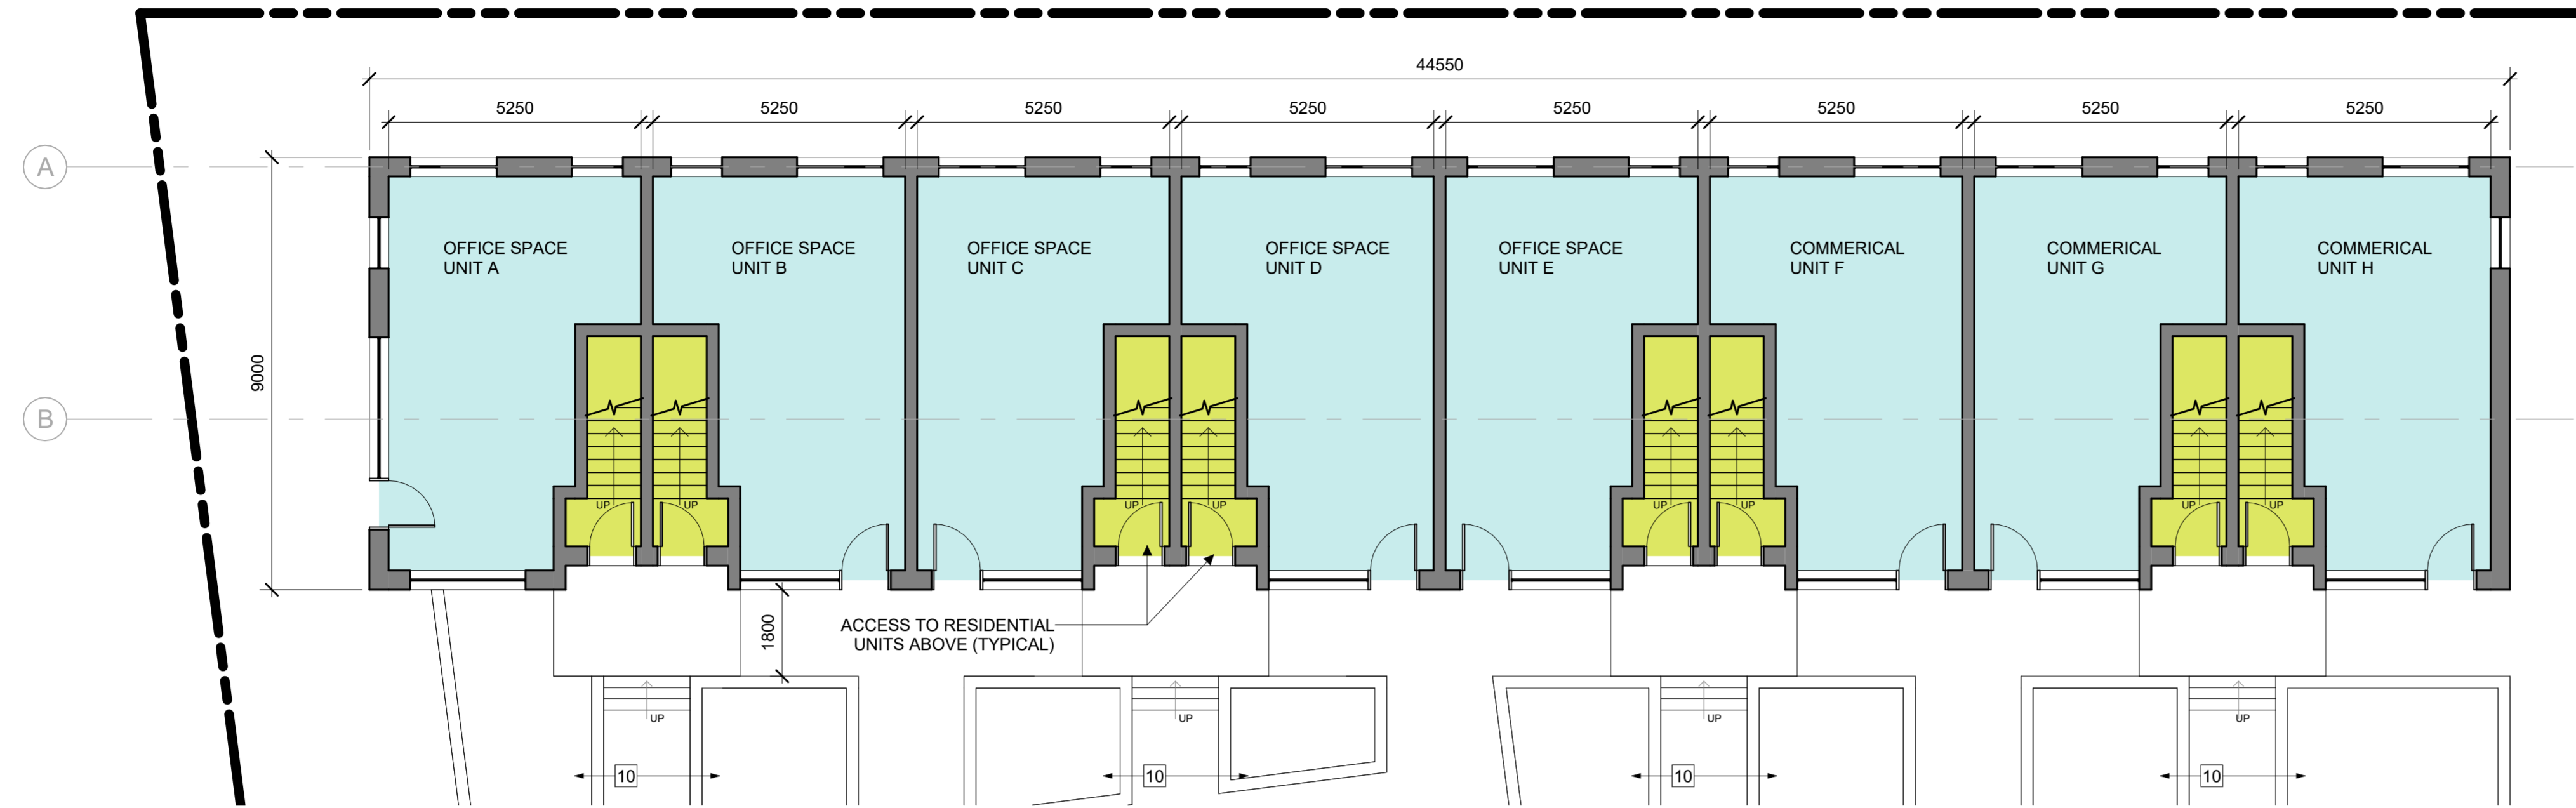 44550
5250 5250 5250 5250 5250 5250 5250 5250
A
OFFICE SPACE
UNIT A
OFFICE SPACE
UNIT B
OFFICE SPACE
UNIT C
OFFICE SPACE
UNIT D
OFFICE SPACE
UNIT E
COMMERICAL
UNIT F
COMMERICAL
UNIT G
COMMERICAL
UNIT H
9000
B
UP UP UP UP UP UP UP UP
1800
ACCESS TO RESIDENTIAL
UNITS ABOVE (TYPICAL)
UP UP UP UP
10 10 10 10